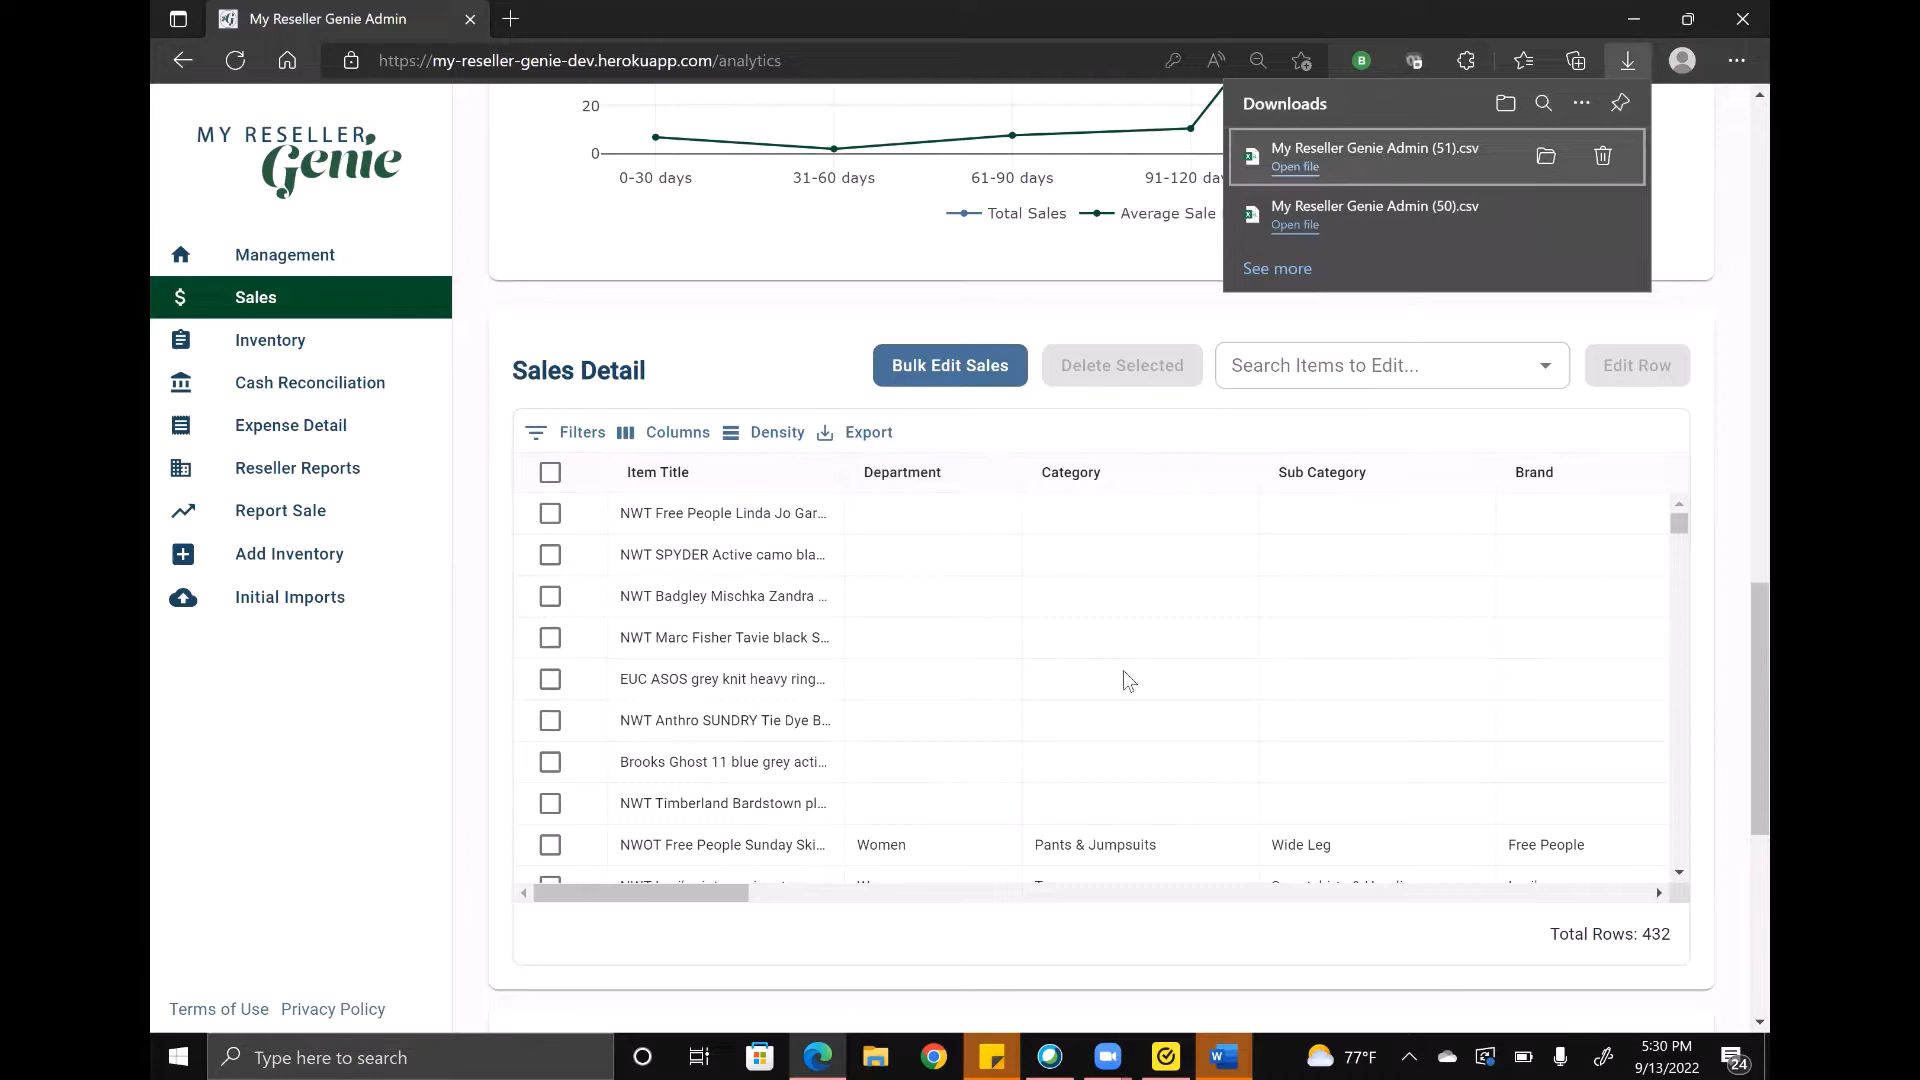 My Reseller Genie Admin
https://my-reseller-genie-dev.herokuapp.com/analytics
B
MY RESELLER
Genie
Management
Sales
Inventory
Cash Reconciliation
Expense Detail
Reseller Reports
Report Sale
Add Inventory
Initial Imports
Terms of Use Privacy Policy
20
0
0-30 days 31-60 days 61-90 days 91-120 da
Total Sales Average Sale
Downloads
My Reseller Genie Admin (51).csv
Open file
My Reseller Genie Admin (50).csv
Open file
See more
Sales Detail
Bulk Edit Sales
Delete Selected
Search Items to Edit...
Edit Row
Filters Columns Density Export
Item Title Department Category Sub Category Brand
NWT Free People Linda Jo Gar...
NWT SPYDER Active camo bla...
NWT Badgley Mischka Zandra ...
NWT Marc Fisher Tavie black S...
EUC ASOS grey knit heavy ring...
NWT Anthro SUNDRY Tie Dye B...
Brooks Ghost 11 blue grey acti...
NWT Timberland Bardstown pl...
NWOT Free People Sunday Ski... Women Pants & Jumpsuits Wide Leg Free People
Total Rows: 432
Type here to search
77°F
5:30 PM
9/13/2022
24